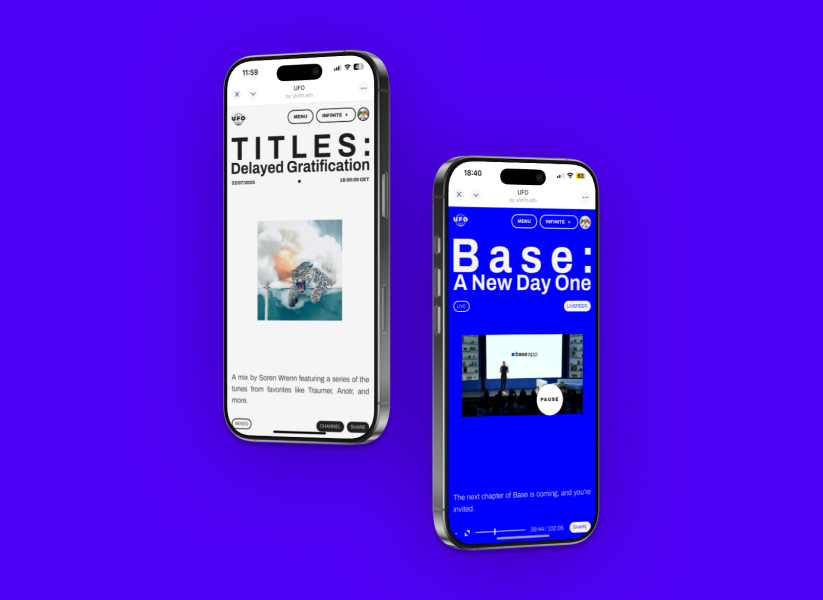 11:59
UFO
by ufofm.eth
UFO
MENU
INFINITE
TITLES:
Delayed Gratification
22/07/2025
18:00:00 CET
A mix by Soren Wrenn featuring a series of the
tunes from favorites like Traumer, Anotr, and
more.
MIXES
CHANNEL
SHARE
18:40
63
UFO
by ufofm.eth
UFO
MENU
INFINITE
Base:
A New Day One
LIVE
LIVEPEER
baseapp
PAUSE
The next chapter of Base is coming, and you're
invited.
39:44 / 102:05
SHARE